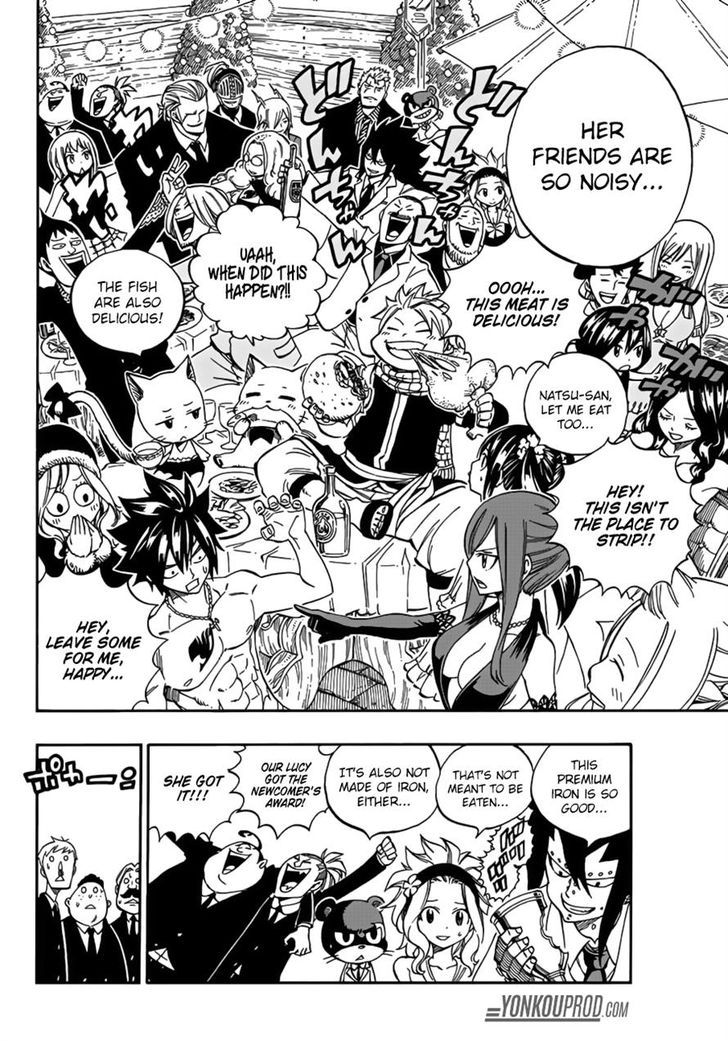 HER
FRIENDS ARE
SO NOISY...
OOOH...
THIS MEAT IS
DELICIOUS!
UAAH,
WHEN DID THIS
HAPPEN?!!
THE FISH
ARE ALSO
DELICIOUS!
NATSU-SAN,
LET ME EAT
TOO...
HEY!
THIS ISN'T
THE PLACE TO
STRIP!!
HEY,
LEAVE SOME
FOR ME,
HAPPY...
THIS
PREMIUM
IRON IS SO
GOOD...
THAT'S NOT
MEANT TO BE
EATEN...
IT'S ALSO NOT
MADE OF IRON,
EITHER...
OUR LUCY
GOT THE
NEWCOMER'S
AWARD!
SHE GOT
IT!!!
YONKOUPROD.COM